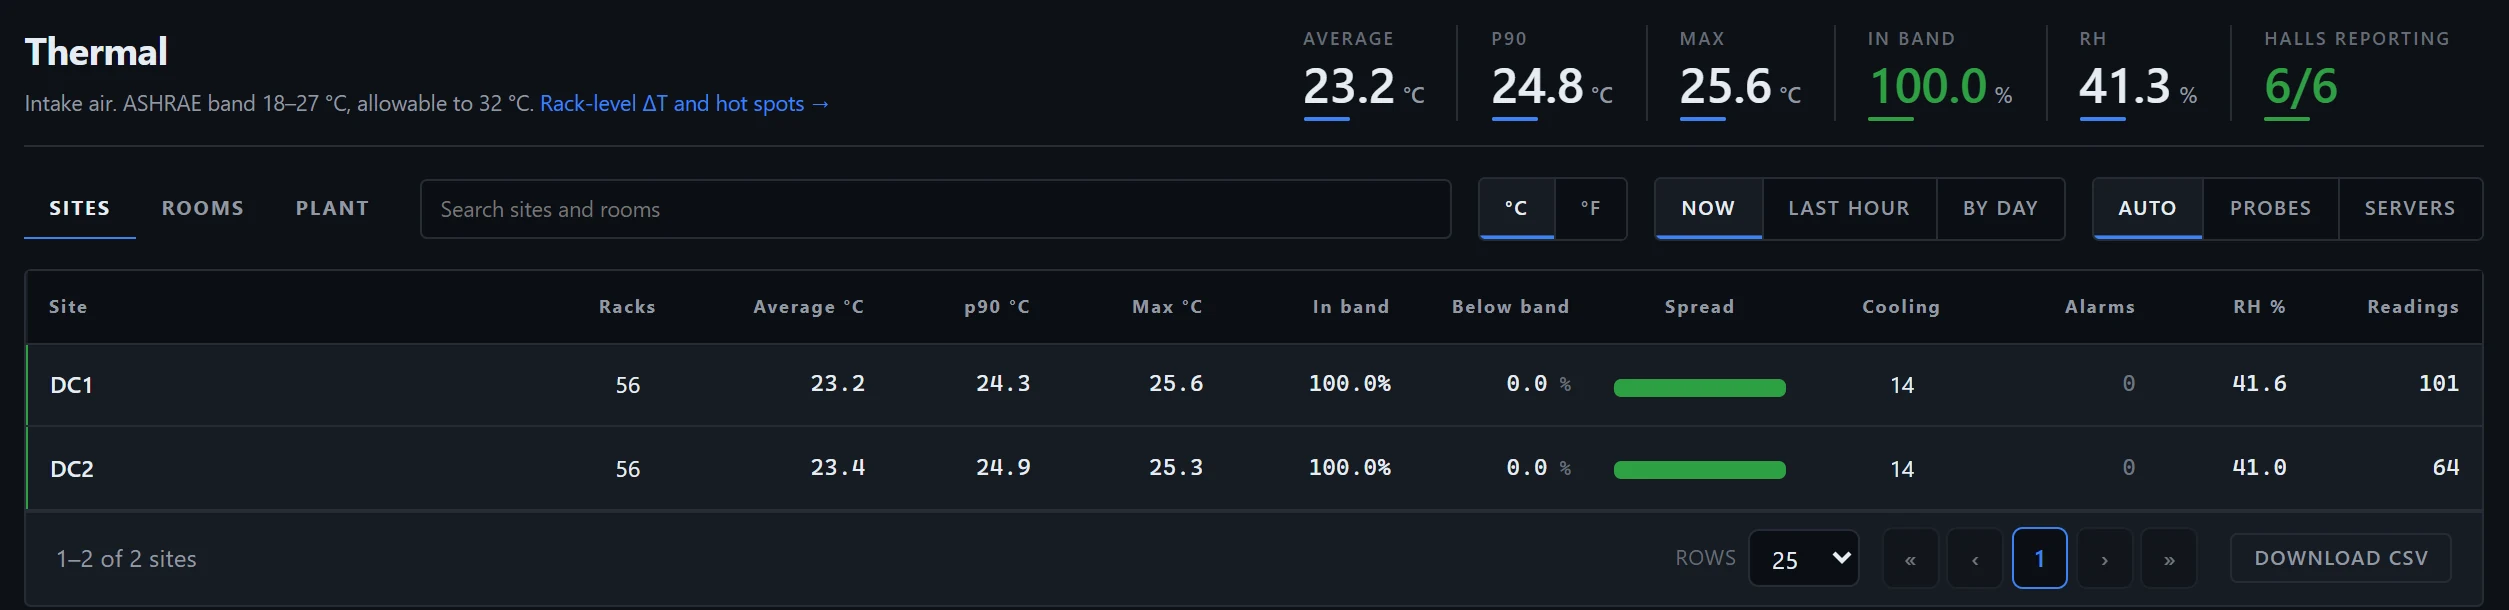 Thermal
Intake air. ASHRAE band 18–27 °C, allowable to 32 °C. Rack-level ΔT and hot spots →
AVERAGE P90 MAX IN BAND RH HALLS REPORTING
23.2 °C 24.8 °C 25.6 °C 100.0 % 41.3 % 6/6
SITES ROOMS PLANT Search sites and rooms °C °F NOW LAST HOUR BY DAY AUTO PROBES SERVERS
Site Racks Average °C p90 °C Max °C In band Below band Spread Cooling Alarms RH % Readings
DC1 56 23.2 24.3 25.6 100.0% 0.0 % 14 0 41.6 101
DC2 56 23.4 24.9 25.3 100.0% 0.0 % 14 0 41.0 64
1–2 of 2 sites ROWS 25 « ‹ 1 › » DOWNLOAD CSV